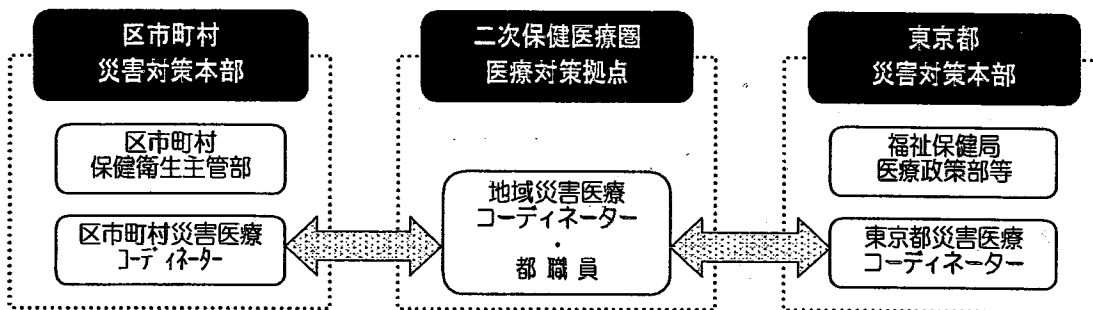 区市町村
災害対策本部
区市町村
保健衛生主管部
区市町村災害医療
コーディネーター
二次保健医療圏
医療対策拠点
地域災害医療
コーディネーター
・
都職員
東京都
災害対策本部
福祉保健局
医療政策部等
東京都災害医療
コーディネーター